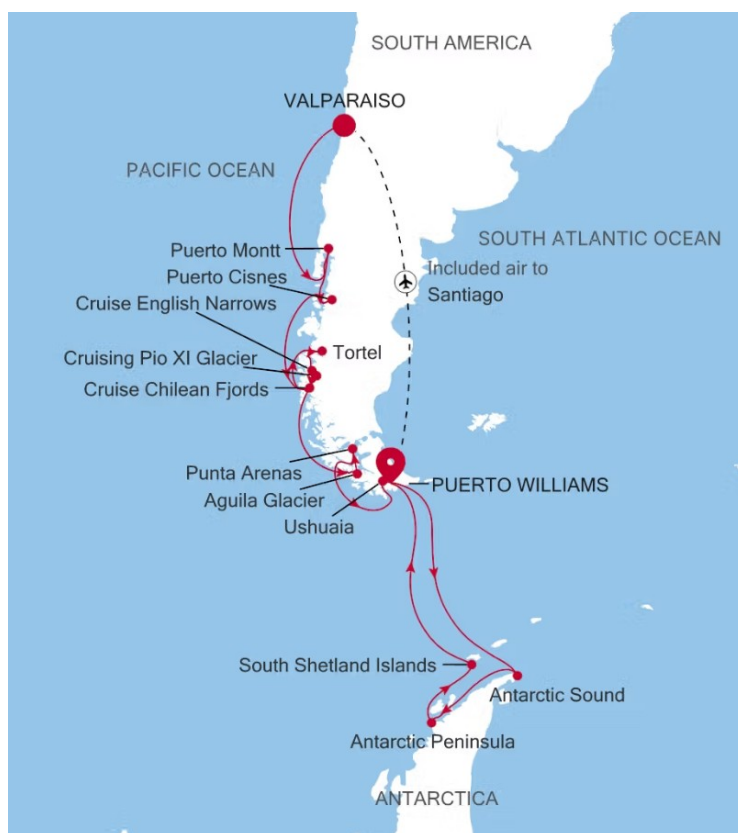 SOUTH AMERICA
VALPARAISO
PACIFIC OCEAN
SOUTH ATLANTIC OCEAN
Puerto Montt
Included air to
Santiago
Puerto Cisnes
Cruise English Narrows
Tortel
Cruising Pio XI Glacier
Cruise Chilean Fjords
Punta Arenas
PUERTO WILLIAMS
Aguila Glacier
Ushuaia
South Shetland Islands
Antarctic Sound
Antarctic Peninsula
ANTARCTICA